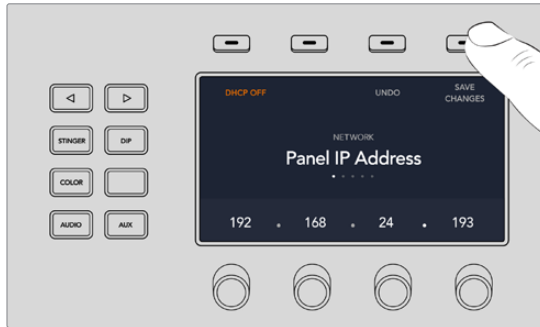 DHCP OFF
UNDO
SAVE
CHANGES
NETWORK
Panel IP Address
192 . 168 . 24 . 193
STINGER
DIP
COLOR
AUDIO
AUX